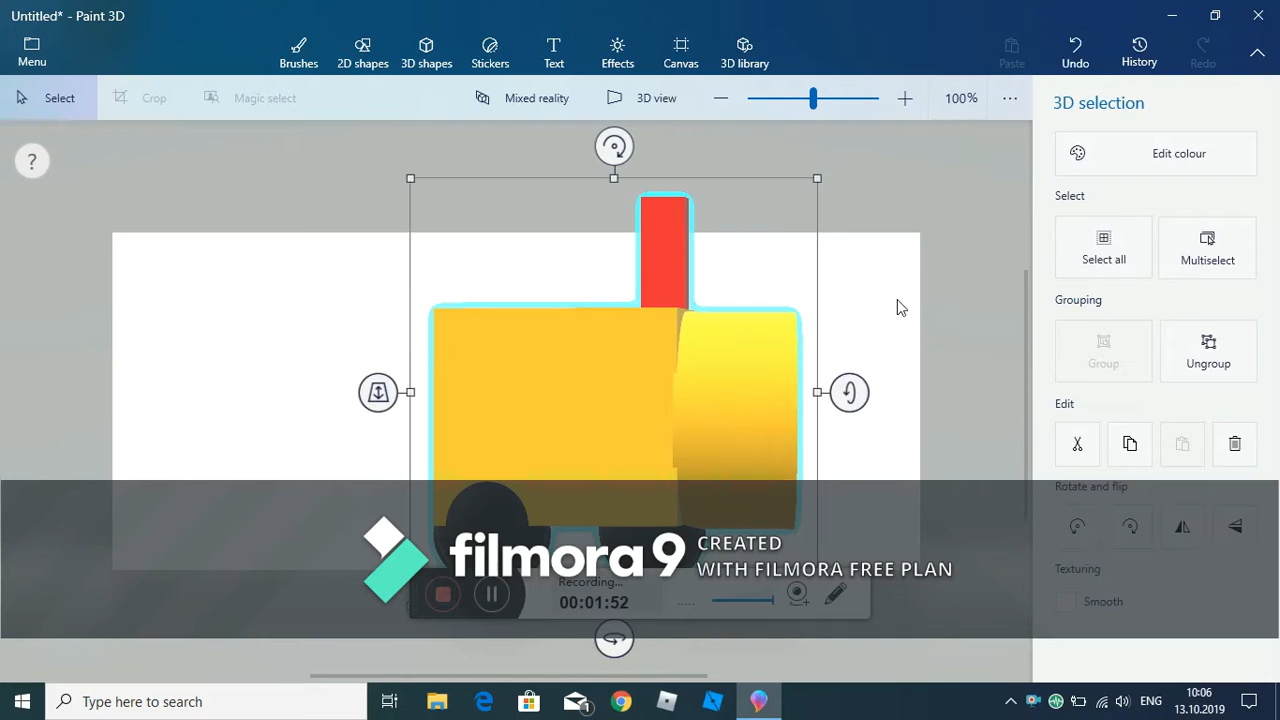 Untitled* - Paint 3D
Menu
Brushes
2D shapes
3D shapes
Stickers
Text
Effects
Canvas
3D library
Paste
Undo
History
Redo
Select
Crop
Magic select
Mixed reality
3D view
100%
3D selection
?
Edit colour
Select
Select all
Multiselect
Grouping
Group
Ungroup
Edit
Rotate and flip
filmora 9
CREATED
WITH FILMORA FREE PLAN
Recording...
00:01:52
Texturing
Smooth
Type here to search
1
ENG
10:06
13.10.2019